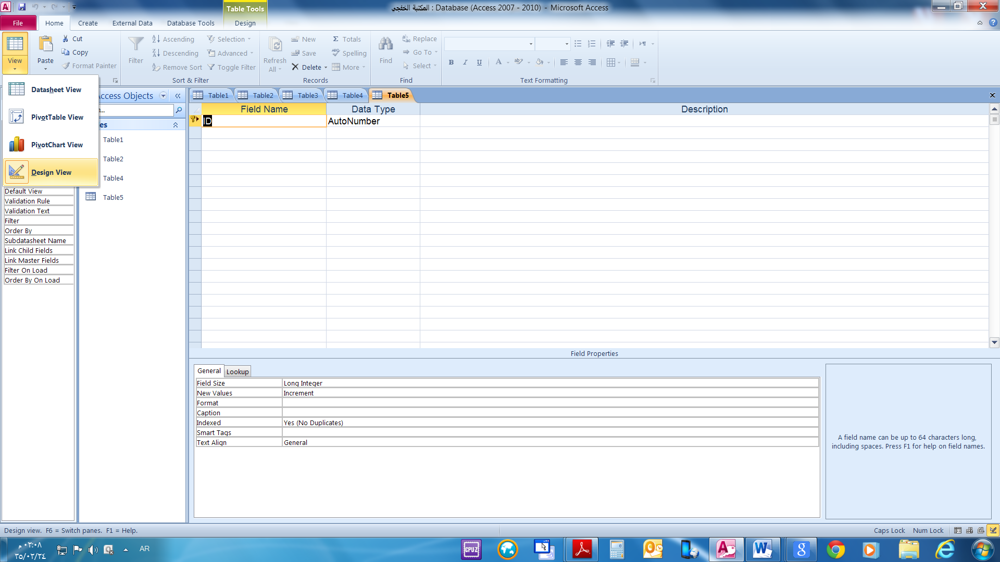 Table Tools
المكتبة الخفجي : Database (Access 2007 - 2010) - Microsoft Access
File
Home
Create
External Data
Database Tools
Design
View
Paste
Cut
Copy
Format Painter
Filter
Ascending
Descending
Remove Sort
Selection
Advanced
Toggle Filter
Sort & Filter
Refresh
All
New
Save
Delete
Totals
Spelling
More
Records
Find
Replace
Go To
Select
Find
Text Formatting
Datasheet View
PivotTable View
PivotChart View
Design View
Default View
Validation Rule
Validation Text
Filter
Order By
Subdatasheet Name
Link Child Fields
Link Master Fields
Filter On Load
Order By On Load
Access Objects
Table1
Table2
Table4
Table5
Table1
Table2
Table3
Table4
Table5
Field Name
Data Type
Description
ID
AutoNumber
Field Properties
General
Lookup
Field Size
Long Integer
New Values
Increment
Format
Caption
Indexed
Yes (No Duplicates)
Smart Tags
Text Align
General
A field name can be up to 64 characters long,
including spaces. Press F1 for help on field names.
Design view. F6 = Switch panes. F1 = Help.
Caps Lock
Num Lock
٠٢:٠٨ م
٣٥/٠٢/٢٤
AR
CPUZ